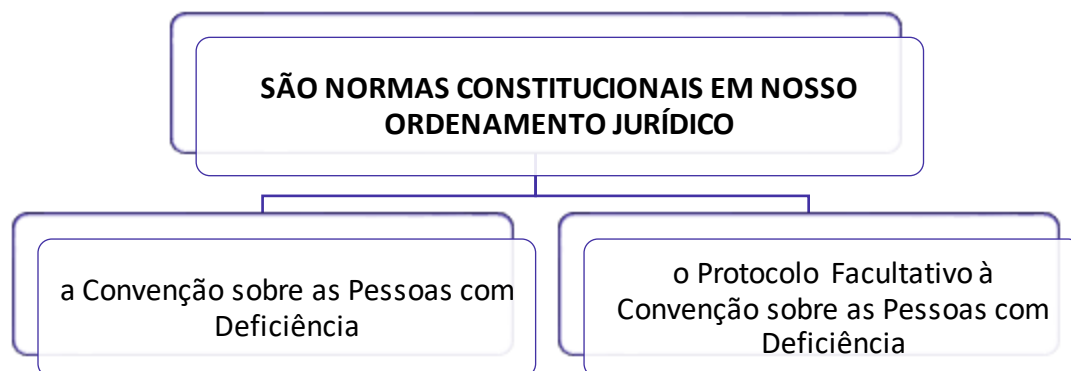 SÃO NORMAS CONSTITUCIONAIS EM NOSSO
ORDENAMENTO JURÍDICO
a Convenção sobre as Pessoas com
Deficiência
o Protocolo Facultativo à
Convenção sobre as Pessoas com
Deficiência